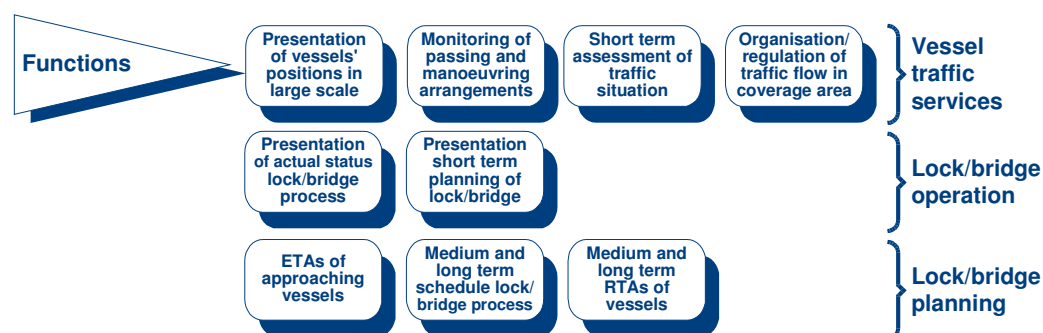 Functions
Presentation
of vessels'
positions in
large scale
Monitoring of
passing and
manoeuvring
arrangements
Short term
assessment of
traffic
situation
Organisation/
regulation of
traffic flow in
coverage area
Vessel
traffic
services
Presentation
of actual status
lock/bridge
process
Presentation
short term
planning of
lock/bridge
Lock/bridge
operation
ETAs of
approaching
vessels
Medium and
long term
schedule lock/
bridge process
Medium and
long term
RTAs of
vessels
Lock/bridge
planning